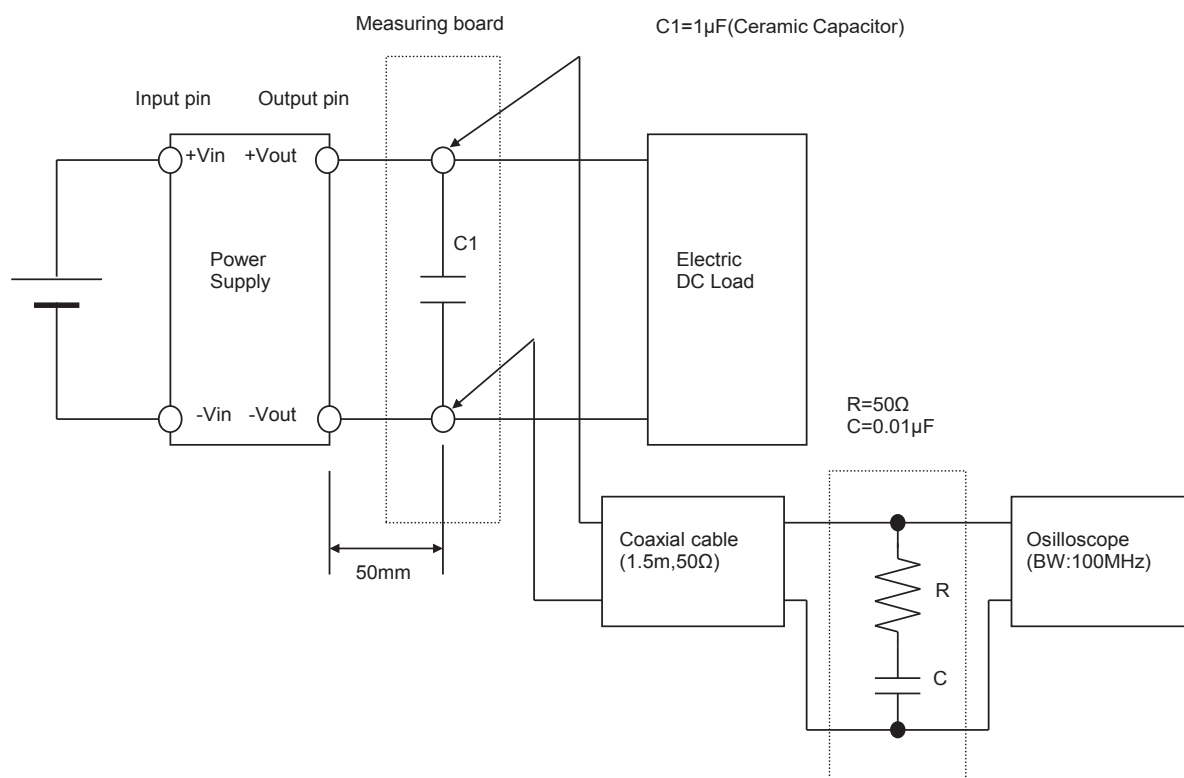 Measuring board
C1=1µF(Ceramic Capacitor)
Input pin
Output pin
+Vin
+Vout
C1
Power
Supply
Electric
DC Load
-Vin
-Vout
R=50Ω
C=0.01µF
50mm
Coaxial cable
(1.5m,50Ω)
R
C
Osilloscope
(BW:100MHz)